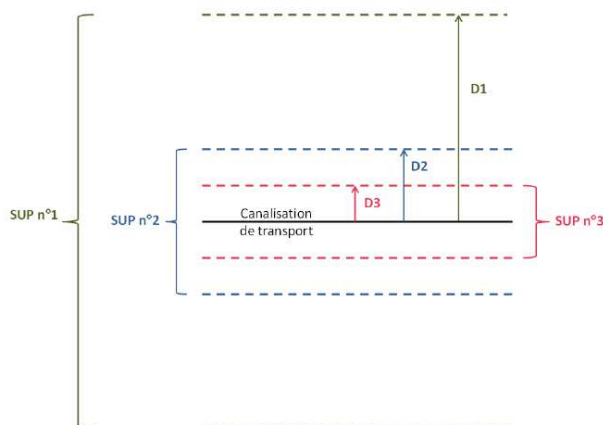 D1
D2
D3
Canalisation
de transport
SUP n°1
SUP n°2
SUP n°3